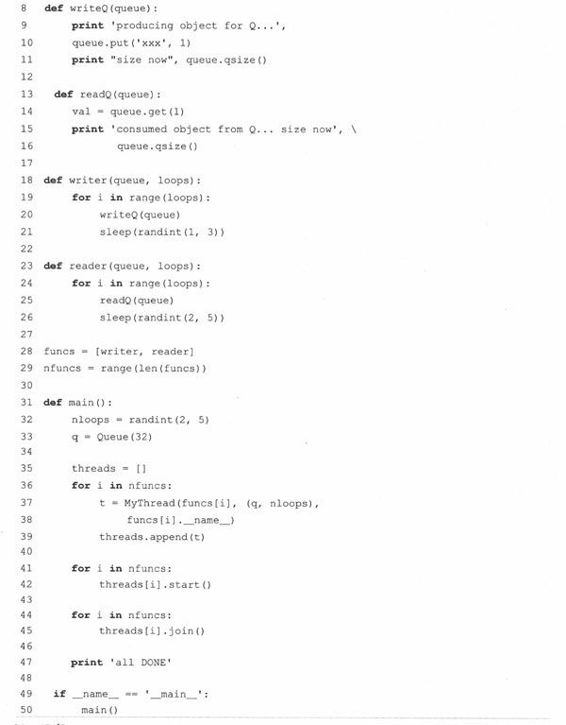 8 def writeQ(queue):
9 print 'producing object for Q...',
10 queue.put('xxx', 1)
11 print "size now", queue.qsize()
12
13 def readQ(queue):
14 val = queue.get(1)
15 print 'consumed object from Q... size now', \
16 queue.qsize()
17
18 def writer(queue, loops):
19 for i in range(loops):
20 writeQ(queue)
21 sleep(randint(1, 3))
22
23 def reader(queue, loops):
24 for i in range(loops):
25 readQ(queue)
26 sleep(randint(2, 5))
27
28 funcs = [writer, reader]
29 nfuncs = range(len(funcs))
30
31 def main():
32 nloops = randint(2, 5)
33 q = Queue(32)
34
35 threads = []
36 for i in nfuncs:
37 t = MyThread(funcs[i], (q, nloops),
38 funcs[i].__name__)
39 threads.append(t)
40
41 for i in nfuncs:
42 threads[i].start()
43
44 for i in nfuncs:
45 threads[i].join()
46
47 print 'all DONE'
48
49 if __name__ == '__main__':
50 main()